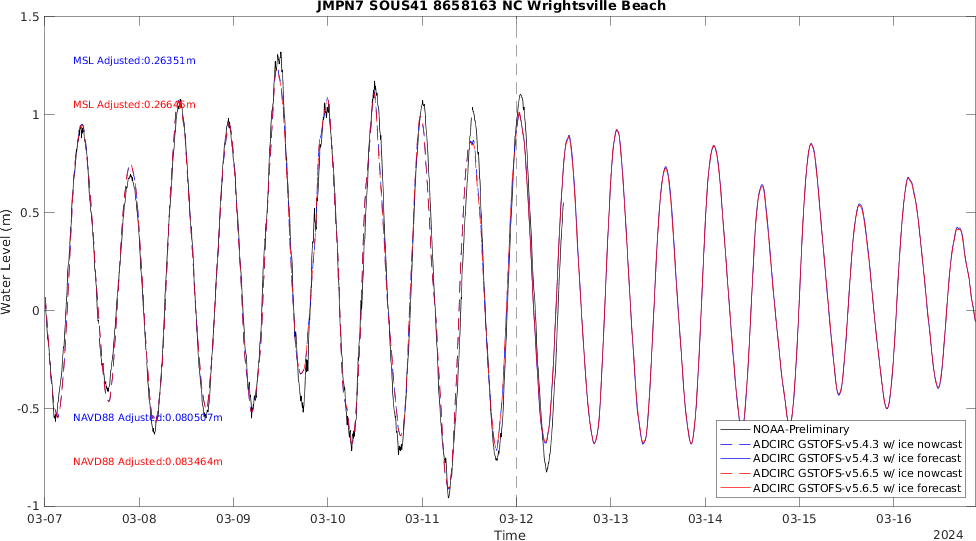 JMPN7 SOUS41 8658163 NC Wrightsville Beach
1.5
1
0.5
0
-0.5
-1
Water Level (m)
MSL Adjusted:0.26351m
MSL Adjusted:0.26646m
NAVD88 Adjusted:0.080507m
NAVD88 Adjusted:0.083464m
NOAA-Preliminary
ADCIRC GSTOFS-v5.4.3 w/ ice nowcast
ADCIRC GSTOFS-v5.4.3 w/ ice forecast
ADCIRC GSTOFS-v5.6.5 w/ ice nowcast
ADCIRC GSTOFS-v5.6.5 w/ ice forecast
03-07 03-08 03-09 03-10 03-11 03-12 03-13 03-14 03-15 03-16
Time
2024